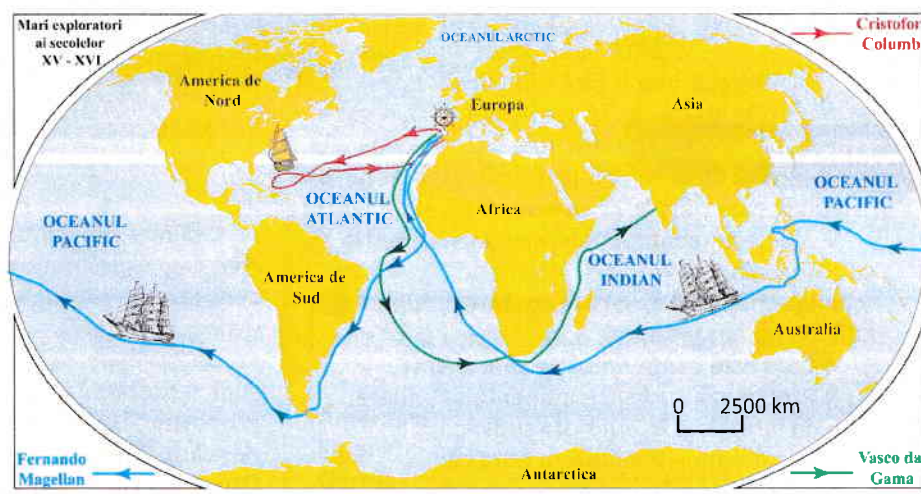 Mari exploratori
ai secolelor
XV - XVI
OCEANUL ARCTIC
Cristofor
Columb
America de
Nord
Europa
Asia
OCEANUL
PACIFIC
OCEANUL
ATLANTIC
Africa
OCEANUL
PACIFIC
America de
Sud
OCEANUL
INDIAN
Australia
0 2500 km
Fernando
Magellan
Antarctica
Vasco da
Gama